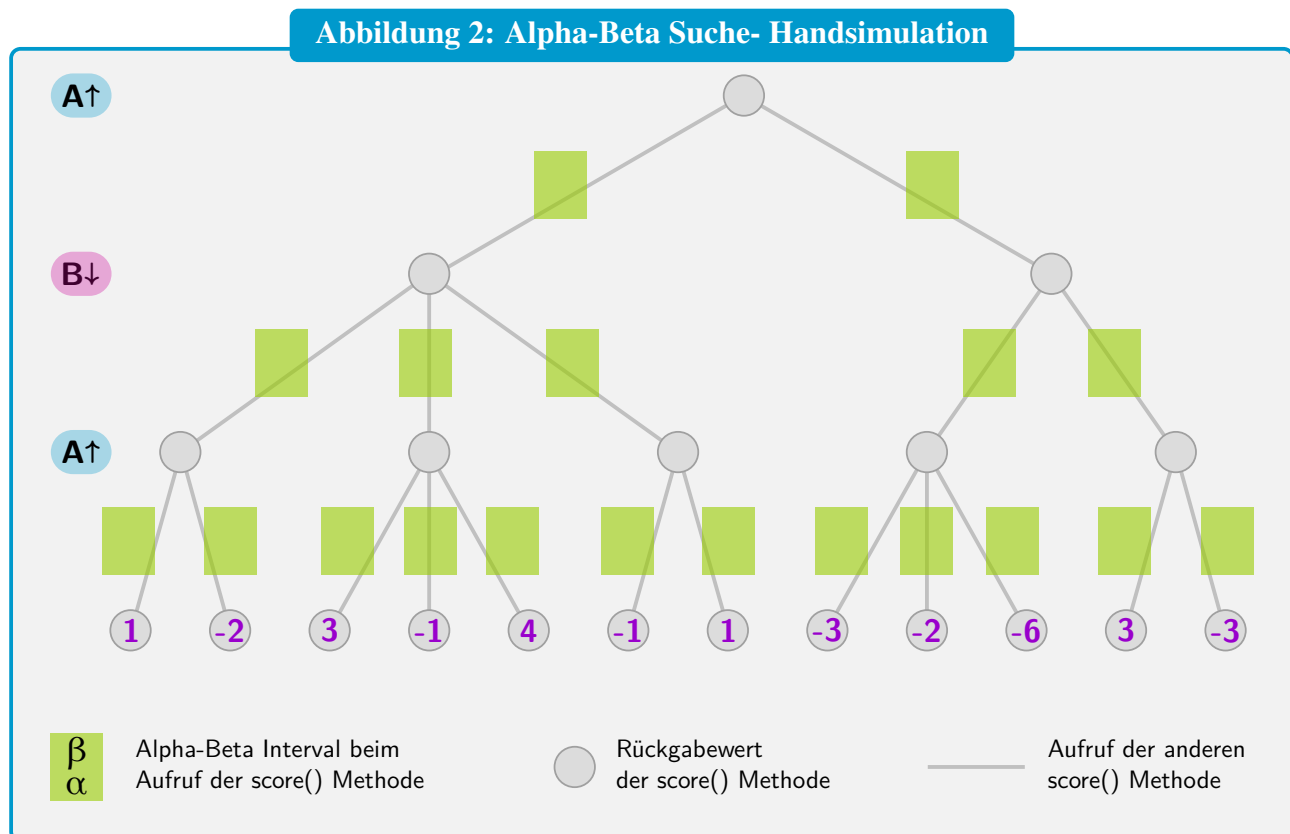 Abbildung 2: Alpha-Beta Suche- Handsimulation
A↑
B↓
A↑
1 -2 3 -1 4 -1 1 -3 -2 -6 3 -3
β
α
Alpha-Beta Interval beim
Aufruf der score() Methode
Rückgabewert
der score() Methode
Aufruf der anderen
score() Methode